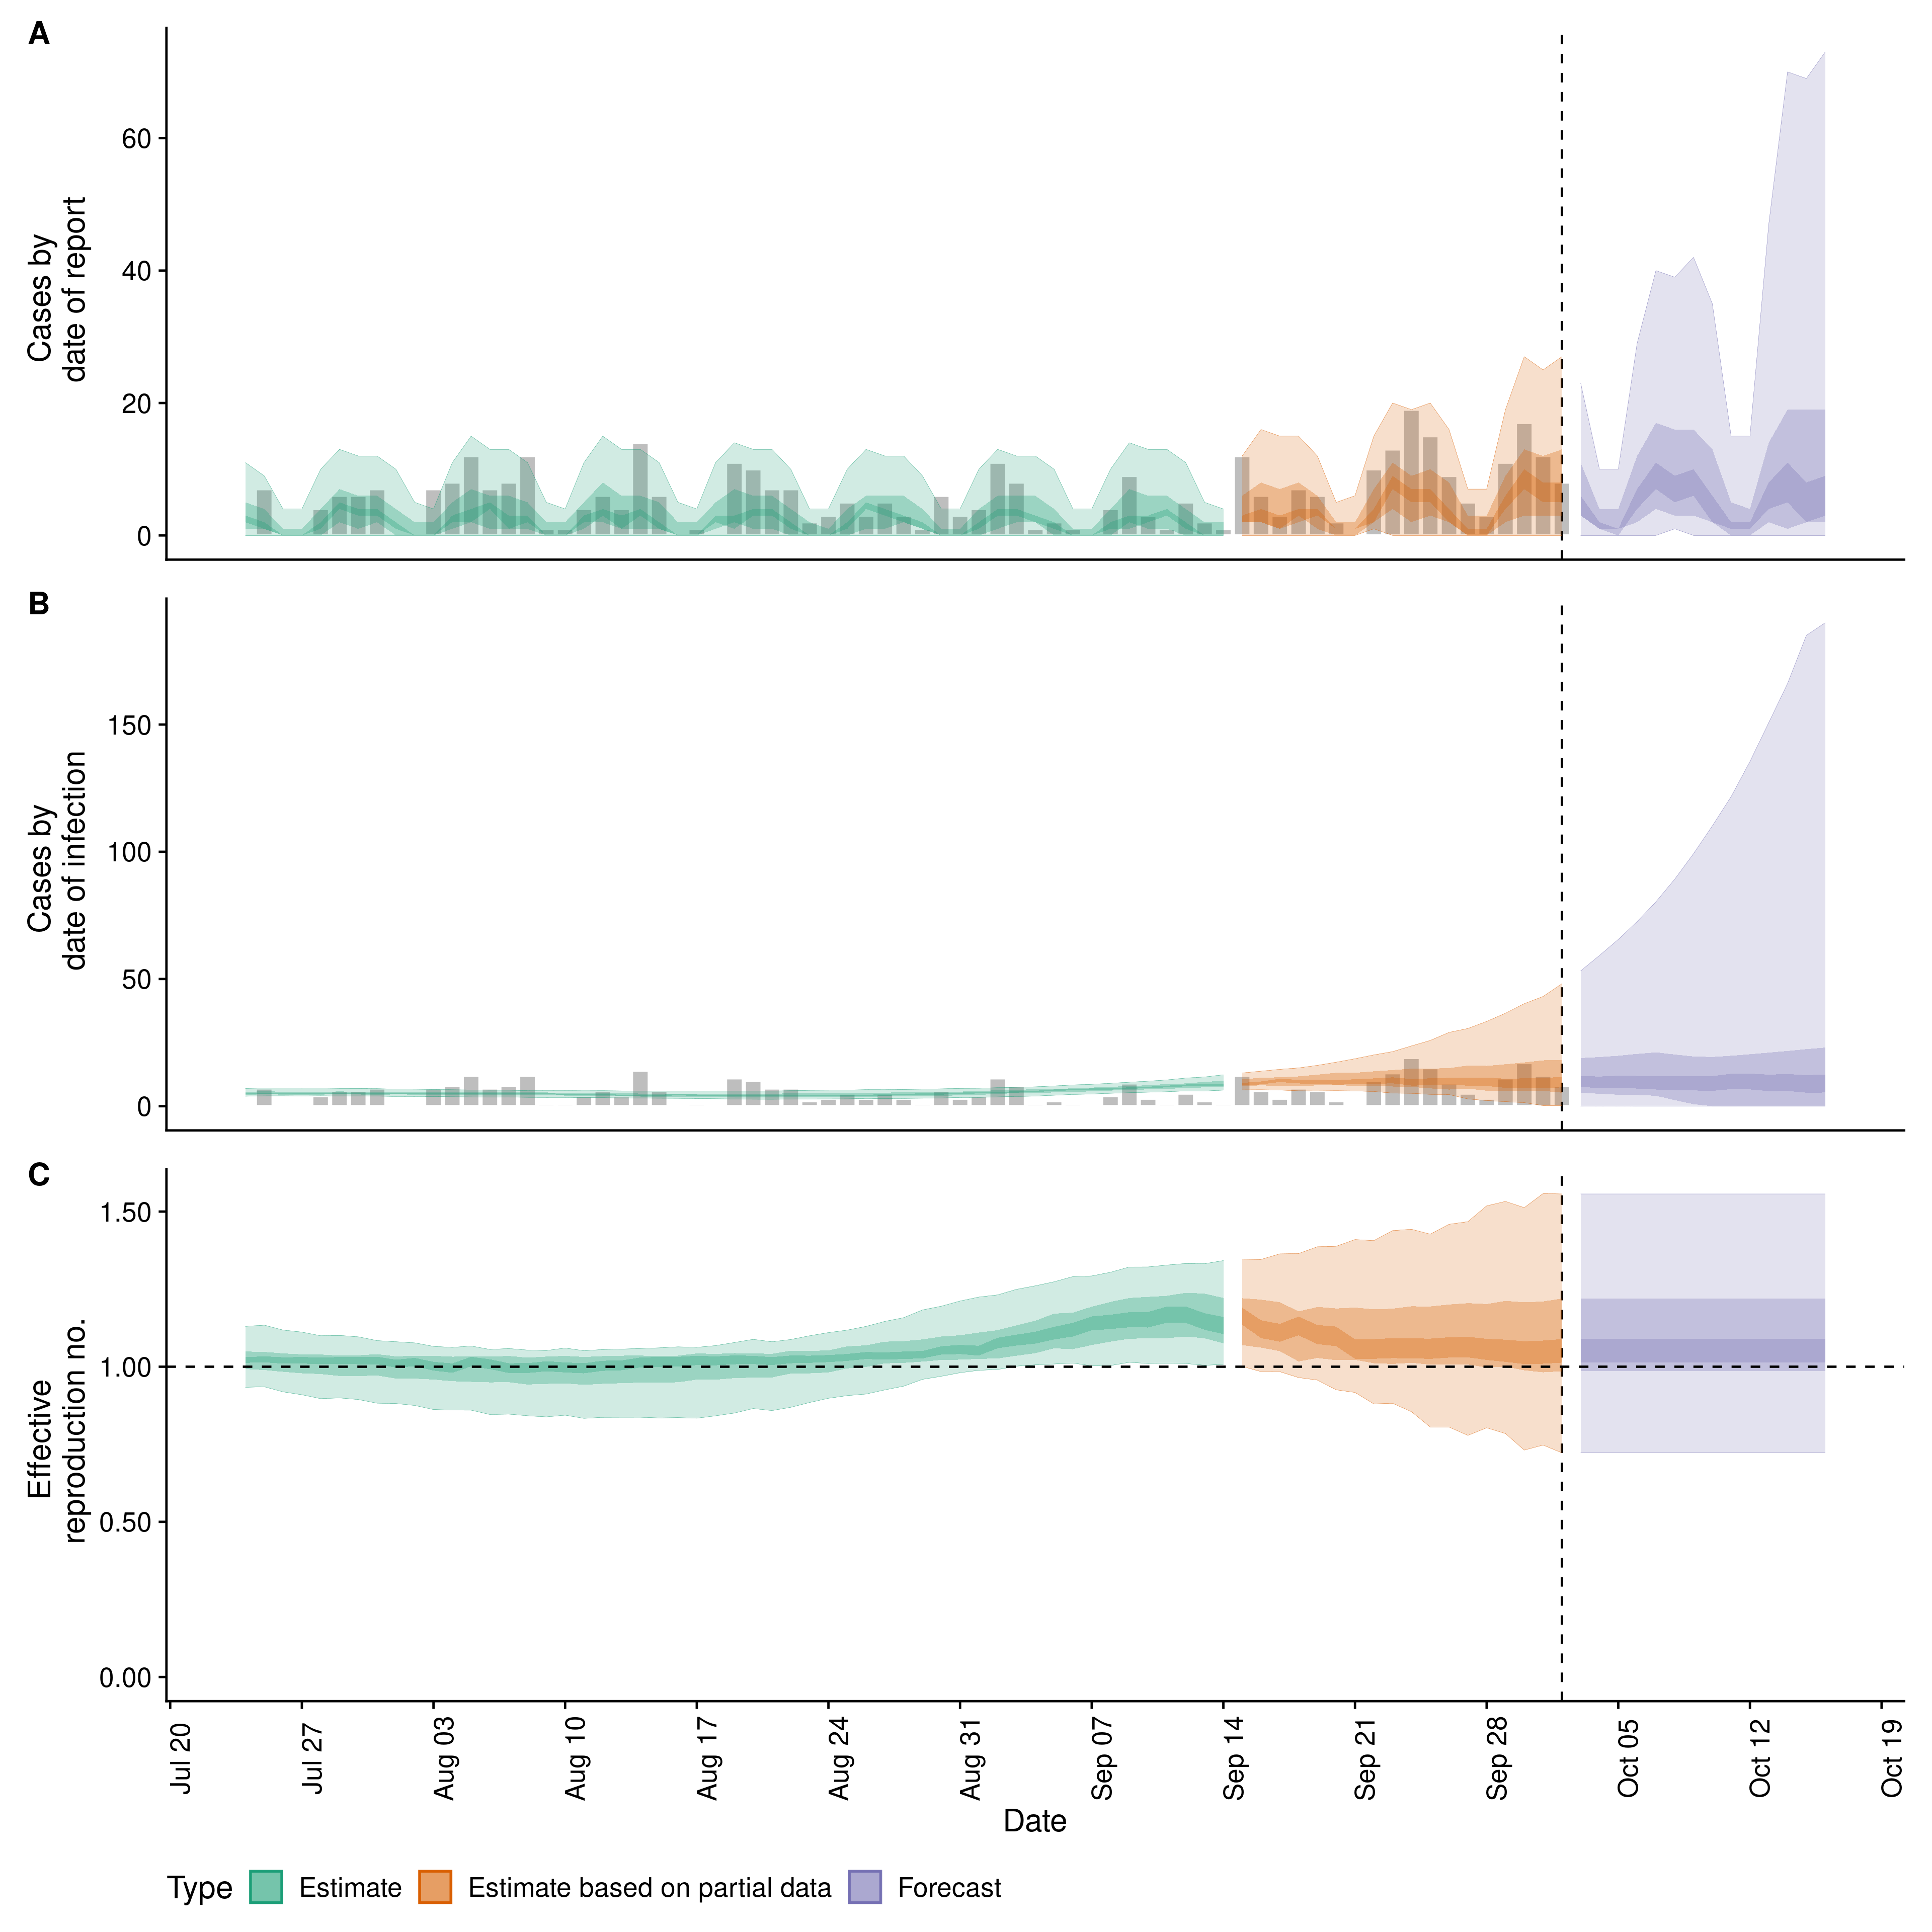 A
Cases by
date of report
60
40
20
0
B
Cases by
date of infection
150
100
50
0
C
Effective
reproduction no.
1.50
1.00
0.50
0.00
Jul 20
Jul 27
Aug 03
Aug 10
Aug 17
Aug 24
Aug 31
Sep 07
Sep 14
Sep 21
Sep 28
Oct 05
Oct 12
Oct 19
Date
Type Estimate Estimate based on partial data Forecast